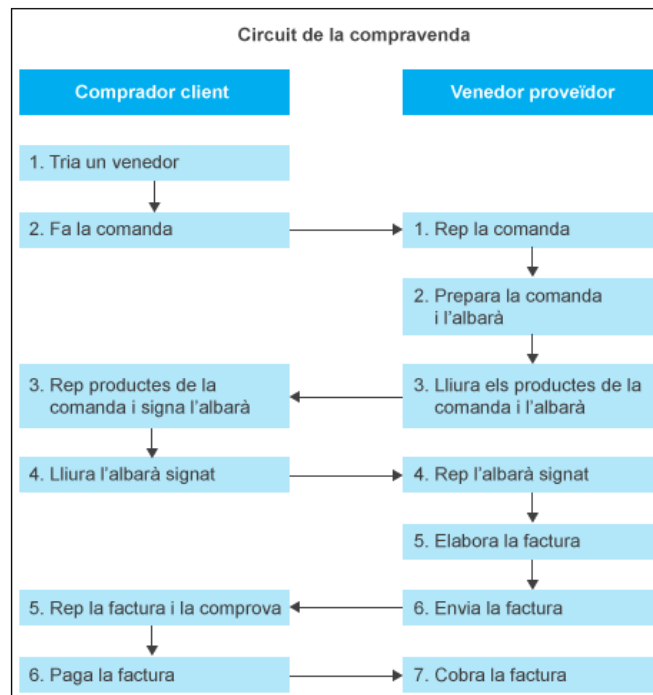 Circuit de la compravenda
Comprador client
Venedor proveïdor
1. Tria un venedor
2. Fa la comanda
1. Rep la comanda
2. Prepara la comanda
i l'albarà
3. Rep productes de la
comanda i signa l'albarà
3. Lliura els productes de la
comanda i l'albarà
4. Lliura l'albarà signat
4. Rep l'albarà signat
5. Elabora la factura
5. Rep la factura i la comprova
6. Envia la factura
6. Paga la factura
7. Cobra la factura